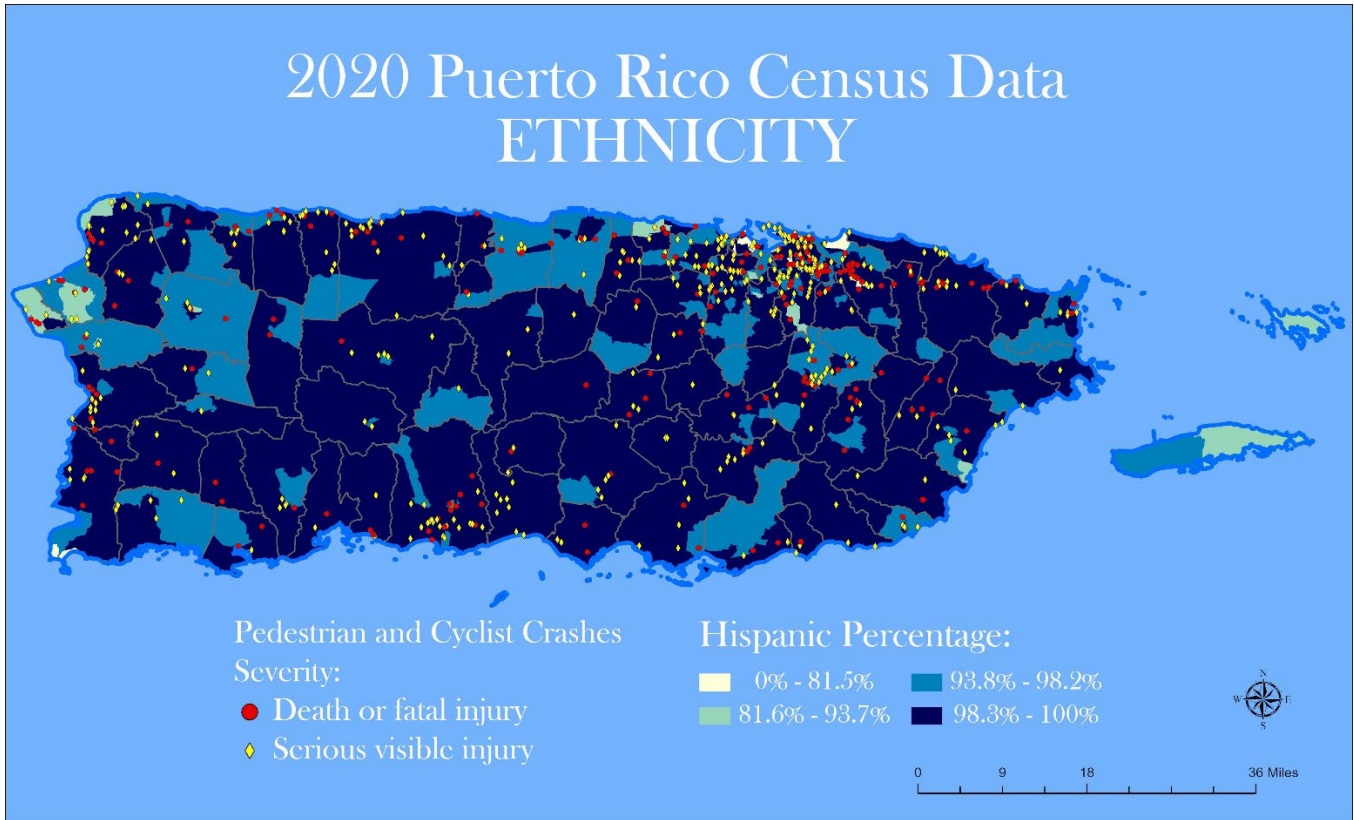 2020 Puerto Rico Census Data
ETHNICITY
Pedestrian and Cyclist Crashes
Severity:
Death or fatal injury
Serious visible injury
Hispanic Percentage:
0% - 81.5%
93.8% - 98.2%
81.6% - 93.7%
98.3% - 100%
N
W E
S
0 9 18 36 Miles